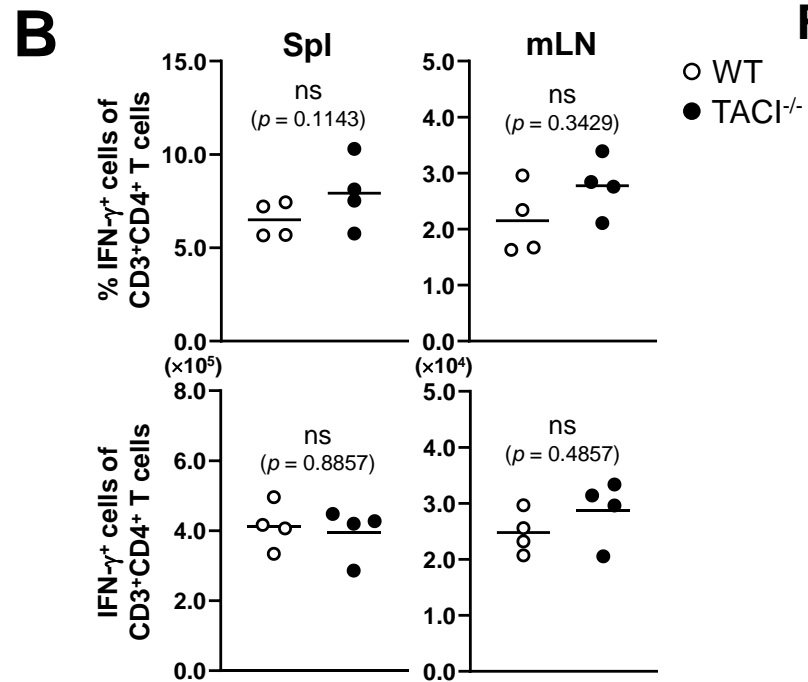 B
Spl
mLN
WT
TACI-/-
% IFN-γ+ cells of
CD3+CD4+ T cells
15.0
10.0
5.0
0.0
ns
(p = 0.1143)
5.0
4.0
3.0
2.0
1.0
0.0
ns
(p = 0.3429)
IFN-γ+ cells of
CD3+CD4+ T cells
(×10⁵)
8.0
6.0
4.0
2.0
0.0
ns
(p = 0.8857)
(×10⁴)
5.0
4.0
3.0
2.0
1.0
0.0
ns
(p = 0.4857)